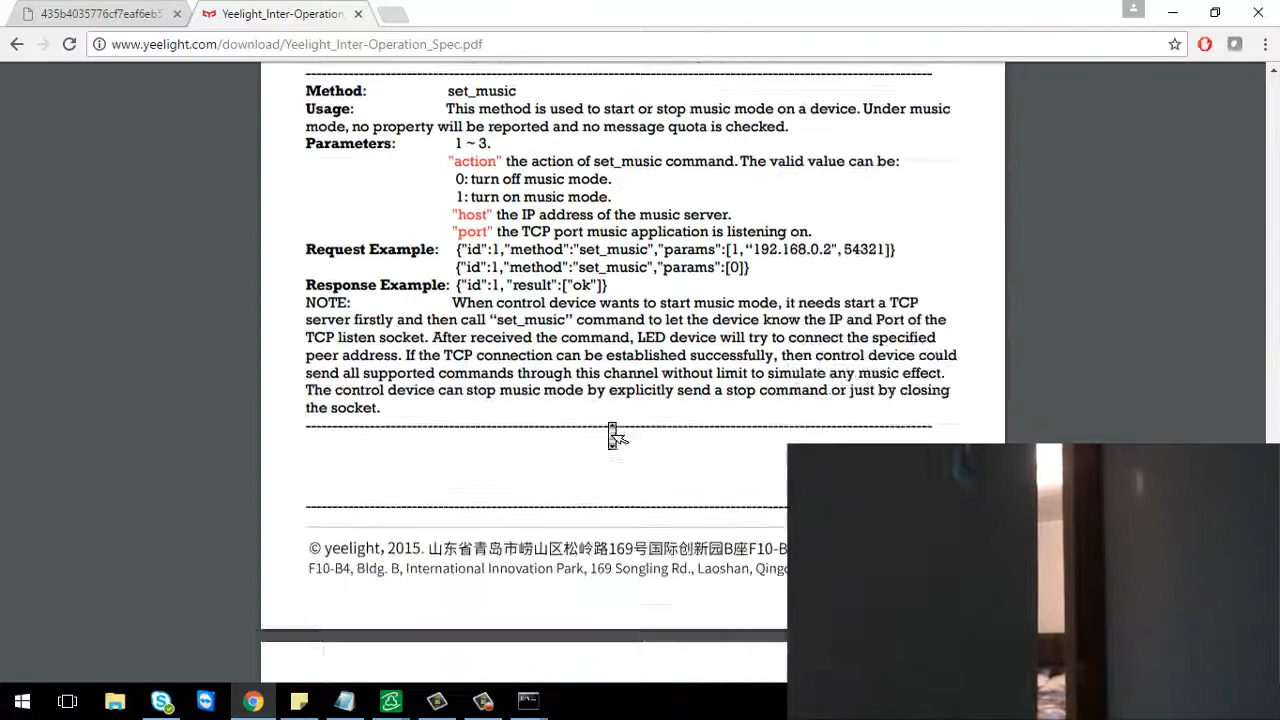 435b4035776cf7eaf6eb5
Yeelight_Inter-Operation_
www.yeelight.com/download/Yeelight_Inter-Operation_Spec.pdf
Method: set_music
Usage: This method is used to start or stop music mode on a device. Under music
mode, no property will be reported and no message quota is checked.
Parameters: 1 ~ 3.
"action" the action of set_music command. The valid value can be:
0: turn off music mode.
1: turn on music mode.
"host" the IP address of the music server.
"port" the TCP port music application is listening on.
Request Example: {"id":1,"method":"set_music","params":[1, “192.168.0.2", 54321]}
{"id":1,"method":"set_music","params":[0]}
Response Example: {"id":1, "result":["ok"]}
NOTE: When control device wants to start music mode, it needs start a TCP
server firstly and then call “set_music” command to let the device know the IP and Port of the
TCP listen socket. After received the command, LED device will try to connect the specified
peer address. If the TCP connection can be established successfully, then control device could
send all supported commands through this channel without limit to simulate any music effect.
The control device can stop music mode by explicitly send a stop command or just by closing
the socket.
© yeelight, 2015. 山东省青岛市崂山区松岭路169号国际创新园B座F10-B
F10-B4, Bldg. B, International Innovation Park, 169 Songling Rd., Laoshan, Qingd